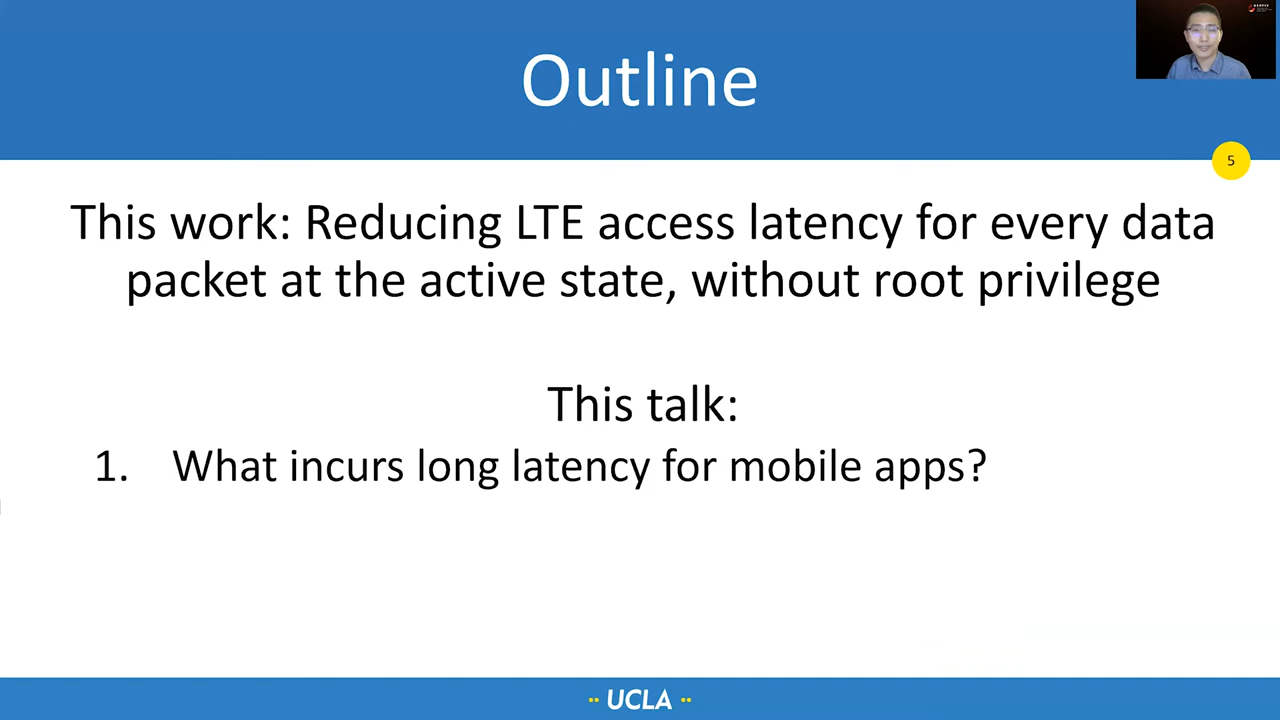 Outline
5
This work: Reducing LTE access latency for every data
packet at the active state, without root privilege
This talk:
1. What incurs long latency for mobile apps?
UCLA